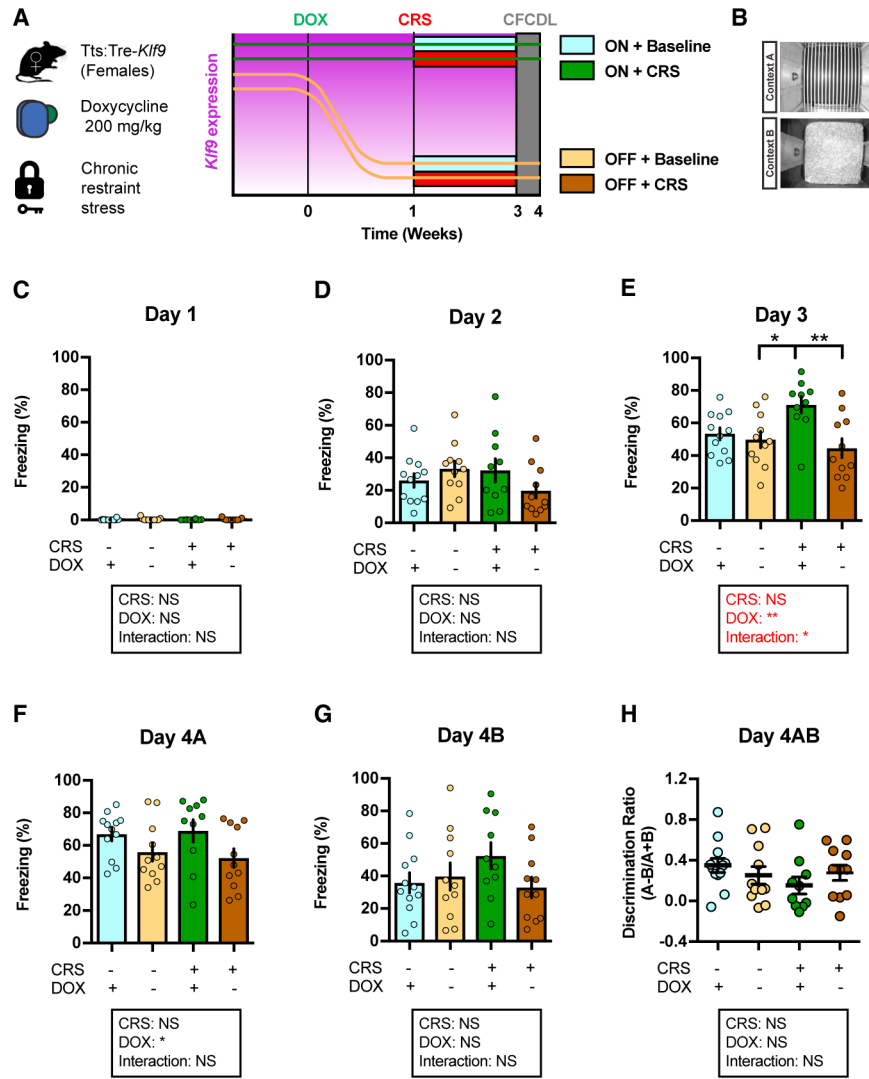 A
DOX
CRS
CFCDL
B
Tts:Tre-Klf9
(Females)
Doxycycline
200 mg/kg
Chronic
restraint
stress
Klf9 expression
0
1
3
4
Time (Weeks)
ON + Baseline
ON + CRS
OFF + Baseline
OFF + CRS
Context A
Context B
C
Day 1
Freezing (%)
100
80
60
40
20
0
CRS - - + +
DOX + - + -
CRS: NS
DOX: NS
Interaction: NS
D
Day 2
Freezing (%)
100
80
60
40
20
0
CRS - - + +
DOX + - + -
CRS: NS
DOX: NS
Interaction: NS
E
Day 3
* **
Freezing (%)
100
80
60
40
20
0
CRS - - + +
DOX + - + -
CRS: NS
DOX: **
Interaction: *
F
Day 4A
Freezing (%)
100
80
60
40
20
0
CRS - - + +
DOX + - + -
CRS: NS
DOX: *
Interaction: NS
G
Day 4B
Freezing (%)
100
80
60
40
20
0
CRS - - + +
DOX + - + -
CRS: NS
DOX: NS
Interaction: NS
H
Day 4AB
Discrimination Ratio
(A-B/A+B)
1.2
0.8
0.4
0.0
-0.4
CRS - - + +
DOX + - + -
CRS: NS
DOX: NS
Interaction: NS